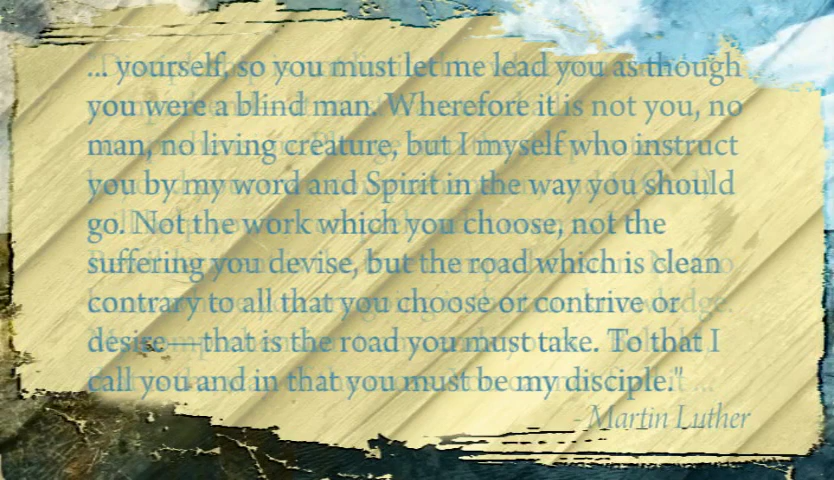 ... yourself, so you must let me lead you as though
you were a blind man. Wherefore it is not you, no
man, no living creature, but I myself who instruct
you by my word and Spirit in the way you should
go. Not the work which you choose, not the
suffering you devise, but the road which is clean
contrary to all that you choose or contrive or
desire—that is the road you must take. To that I
call you and in that you must be my disciple."
- Martin Luther